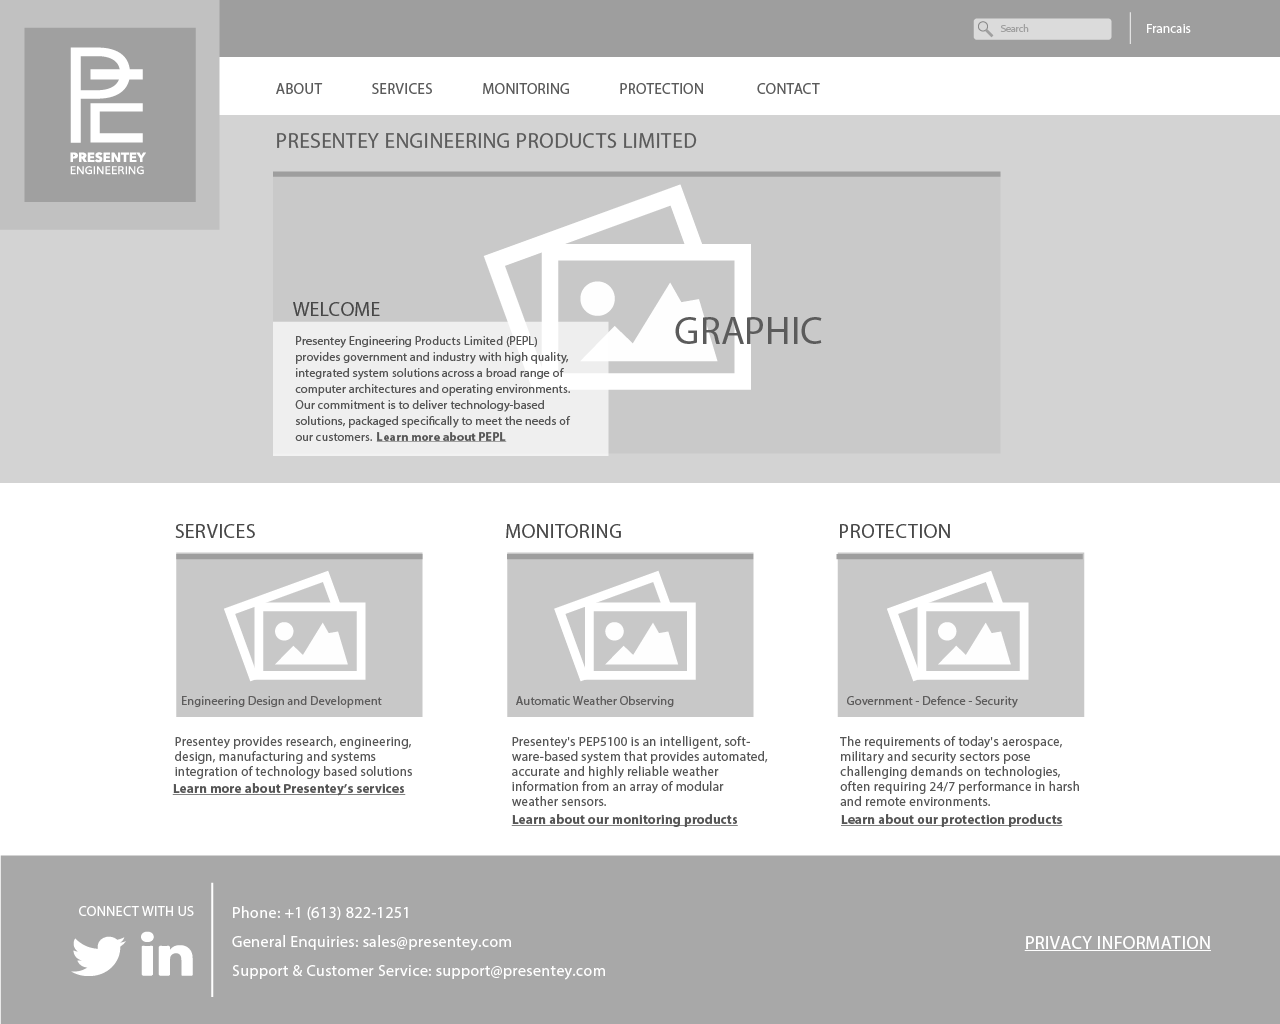 Search
Francais
PE
PRESENTEY
ENGINEERING
ABOUT SERVICES MONITORING PROTECTION CONTACT
PRESENTEY ENGINEERING PRODUCTS LIMITED
GRAPHIC
WELCOME
Presentey Engineering Products Limited (PEPL)
provides government and industry with high quality,
integrated system solutions across a broad range of
computer architectures and operating environments.
Our commitment is to deliver technology-based
solutions, packaged specifically to meet the needs of
our customers. Learn more about PEPL
SERVICES
Engineering Design and Development
Presentey provides research, engineering,
design, manufacturing and systems
integration of technology based solutions
Learn more about Presentey’s services
MONITORING
Automatic Weather Observing
Presentey's PEP5100 is an intelligent, soft-
ware-based system that provides automated,
accurate and highly reliable weather
information from an array of modular
weather sensors.
Learn about our monitoring products
PROTECTION
Government - Defence - Security
The requirements of today's aerospace,
military and security sectors pose
challenging demands on technologies,
often requiring 24/7 performance in harsh
and remote environments.
Learn about our protection products
CONNECT WITH US
in
Phone: +1 (613) 822-1251
General Enquiries: sales@presentey.com
Support & Customer Service: support@presentey.com
PRIVACY INFORMATION